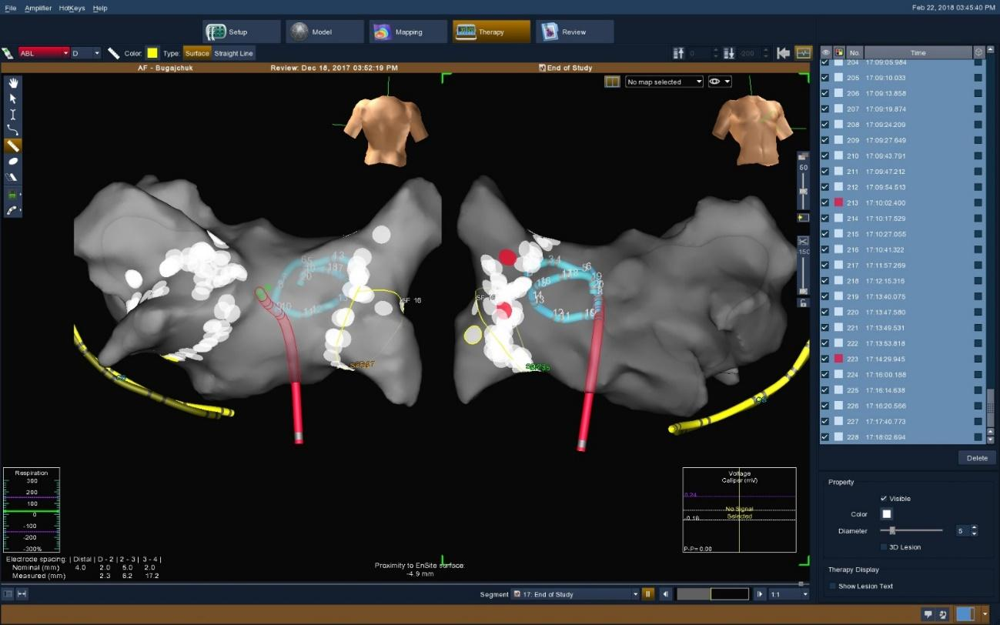 File Amplifier HotKeys Help
Feb 22, 2018 03:45:40 PM
Setup Model Mapping Therapy Review
ABL D Color: Type: Surface Straight Line 0 -200
No. Time
AF - Bugajchuk Review: Dec 18, 2017 03:52:19 PM End of Study
No map selected
204 17:09:05.984
205 17:09:10.033
206 17:09:13.858
207 17:09:19.874
208 17:09:24.209
209 17:09:27.649
210 17:09:43.791
211 17:09:47.212
212 17:09:54.513
213 17:10:02.400
214 17:10:17.529
215 17:10:27.055
216 17:10:41.322
217 17:11:57.269
218 17:12:15.316
219 17:13:40.075
220 17:13:47.580
221 17:13:49.531
222 17:13:53.818
223 17:14:29.945
224 17:16:00.188
225 17:16:14.638
226 17:16:20.566
227 17:17:40.773
228 17:18:02.694
50
-150
SF 16
CS
CS
Delete
Property
Visible
Color
Diameter 5
3D Lesion
Therapy Display
Show Lesion Text
Respiration
300
200
100
0
-100
-200
-300%
Voltage
Caliper (mV)
0.24
No Signal
Selected
-0.16
P-P= 0.00
Electrode spacing: | Distal | D - 2 | 2 - 3 | 3 - 4 |
Nominal (mm) 4.0 2.0 5.0 2.0
Measured (mm) 2.3 6.2 17.2
Proximity to EnSite surface:
-4.9 mm
Segment 17: End of Study 1:1